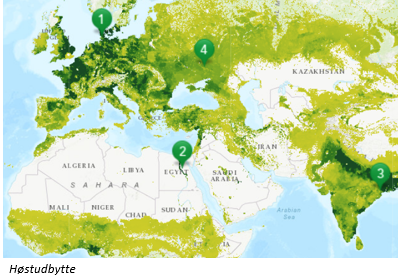 1
4
KAZAKHSTAN
2
IRAN
ALGERIA
LIBYA
EGYPT
SAUDI
ARABIA
3
SAHARA
MALI
NIGER
CHAD
SUDAN
Arabian
Sea
Høstudbytte